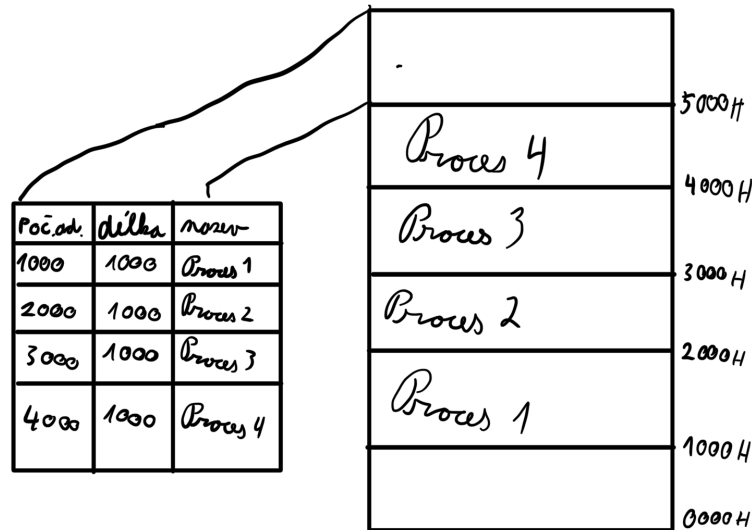 5000H
Proces 4
4000H
Proces 3
3000H
Proces 2
2000H
Proces 1
1000H
0000H
Poč.ad. délka nazev
1000 1000 Proces 1
2000 1000 Proces 2
3000 1000 Proces 3
4000 1000 Proces 4